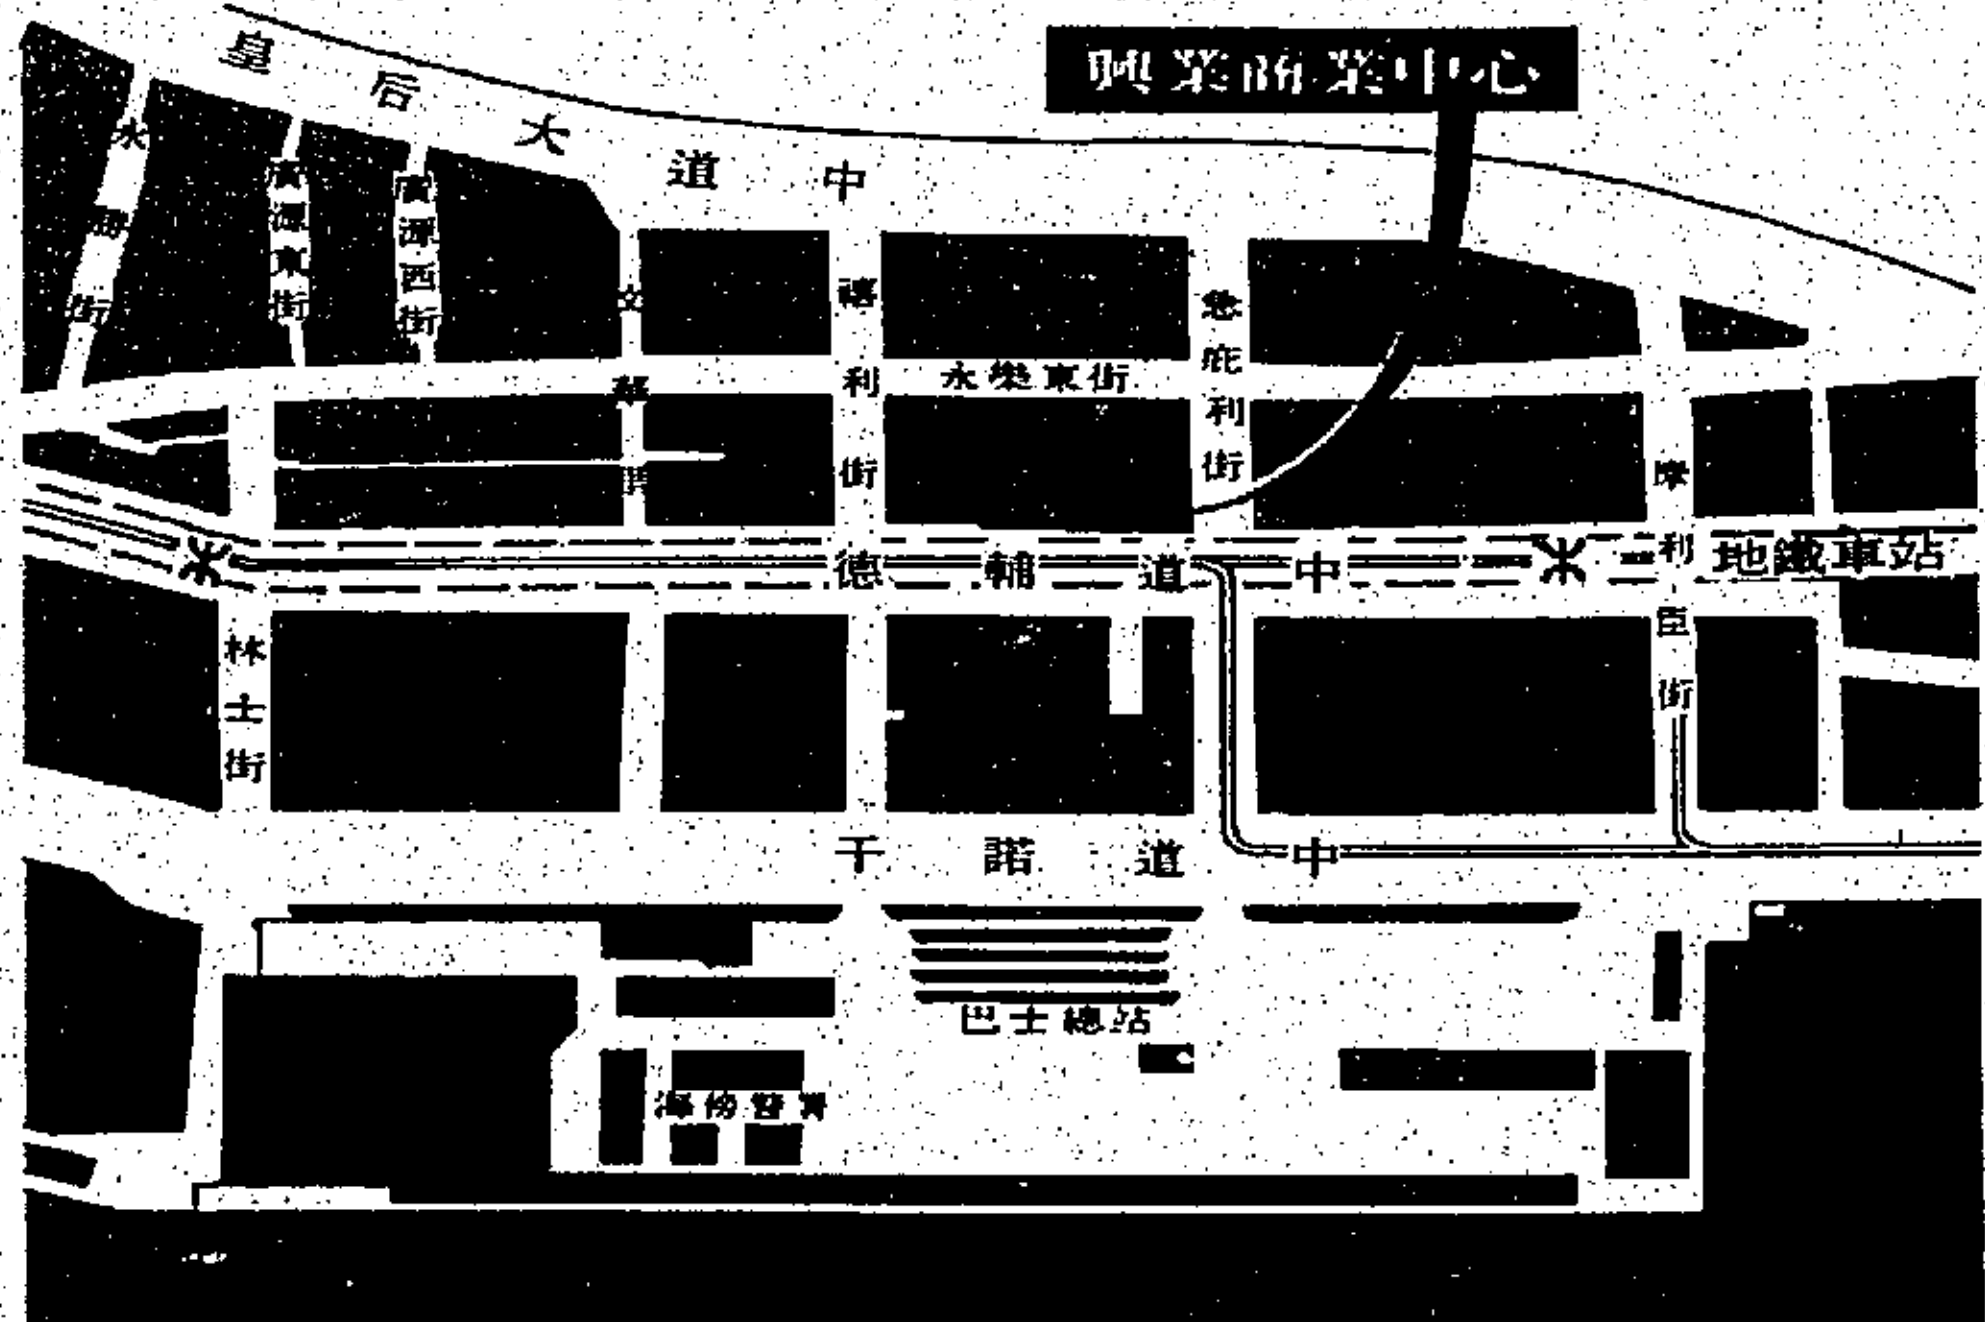 興業商業中心
皇后大道中
永勝街
廣源東街
廣源西街
文華里
禧利街
急庇利街
永樂東街
摩利臣街
德輔道中
地鐵車站
林士街
干諾道中
巴士總站
海傍警署